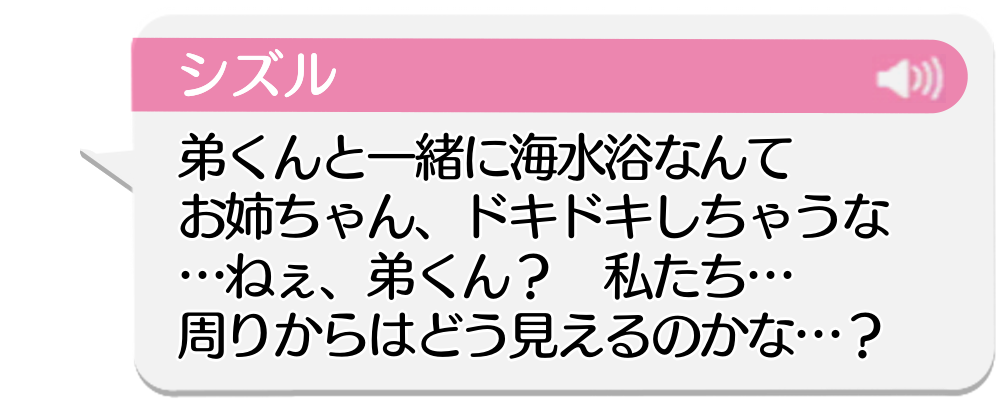 シズル
弟くんと一緒に海水浴なんて
お姉ちゃん、ドキドキしちゃうな
…ねぇ、弟くん？　私たち…
周りからはどう見えるのかな…？